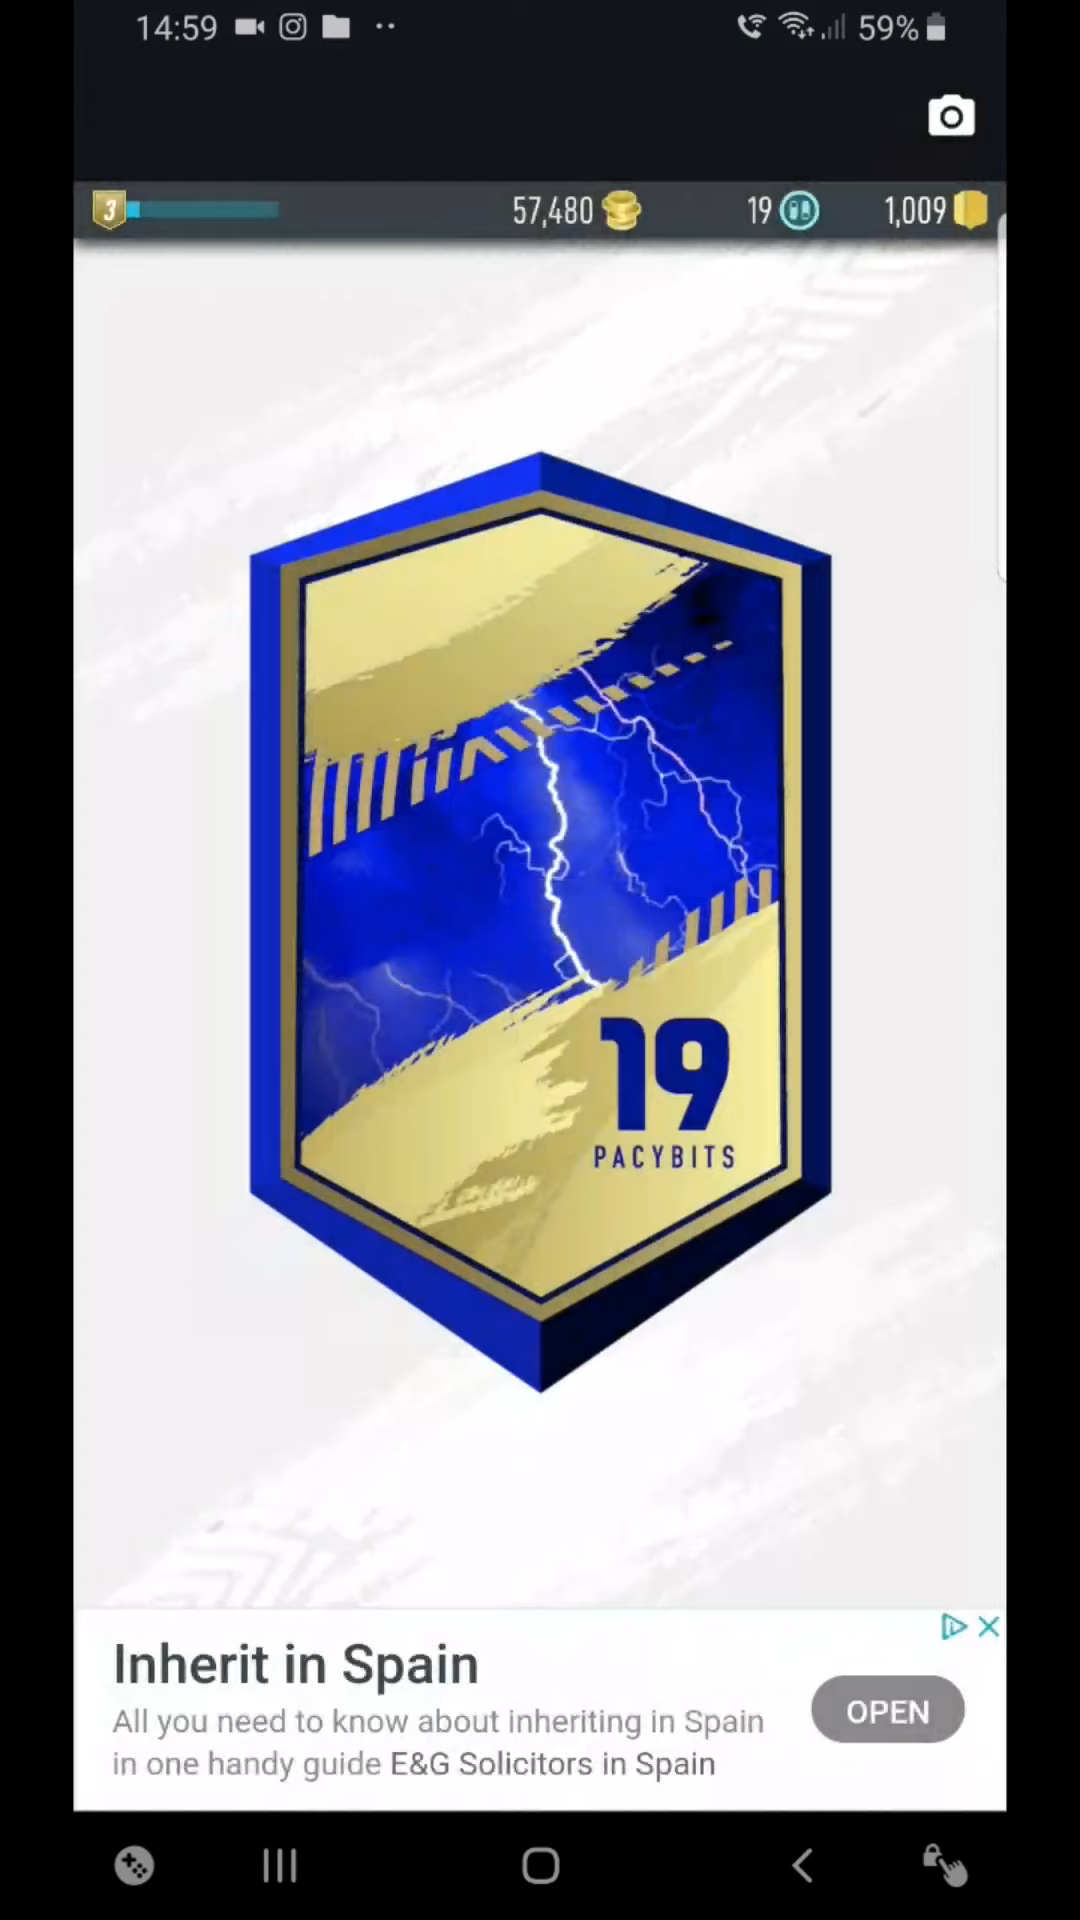 14:59
59%
3
57,480
19
1,009
19
PACYBITS
Inherit in Spain
All you need to know about inheriting in Spain
in one handy guide E&G Solicitors in Spain
OPEN